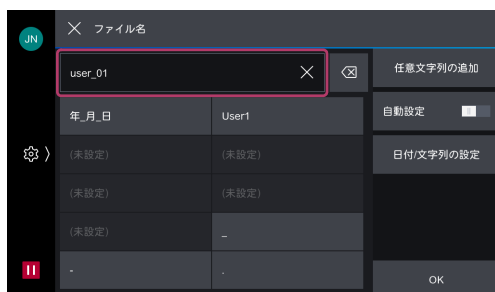 JN
ファイル名
user_01
任意文字列の追加
年_月_日
User1
自動設定
(未設定)
(未設定)
日付/文字列の設定
(未設定)
(未設定)
(未設定)
_
-
.
OK